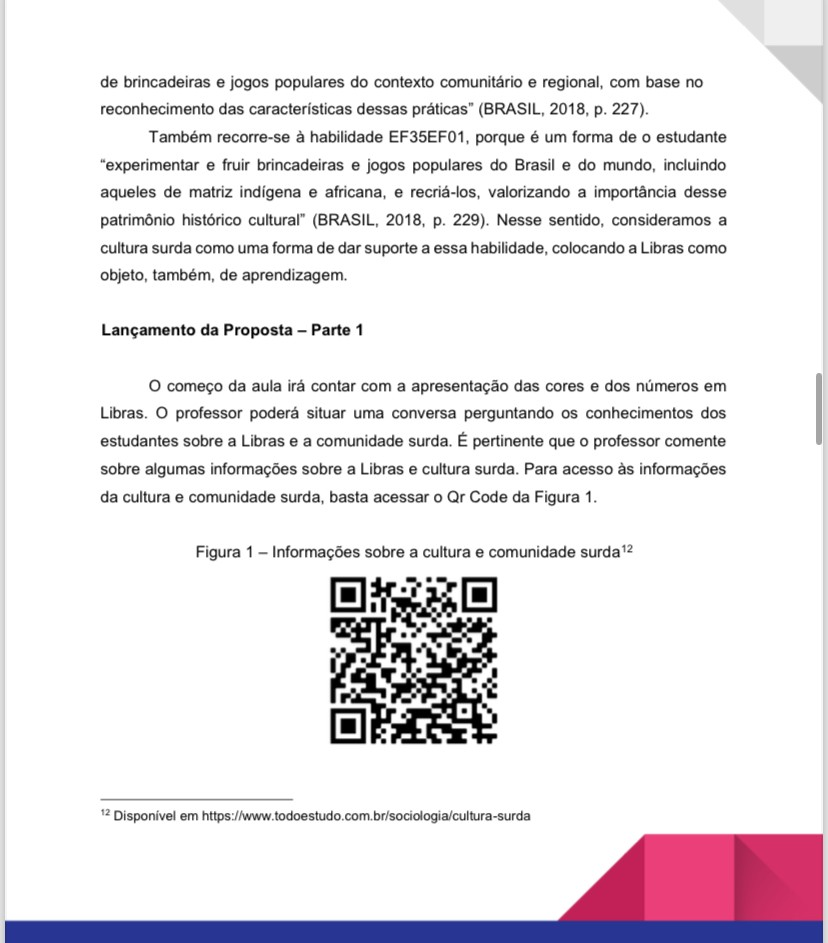 de brincadeiras e jogos populares do contexto comunitário e regional, com base no
reconhecimento das características dessas práticas” (BRASIL, 2018, p. 227).
Também recorre-se à habilidade EF35EF01, porque é um forma de o estudante
“experimentar e fruir brincadeiras e jogos populares do Brasil e do mundo, incluindo
aqueles de matriz indígena e africana, e recriá-los, valorizando a importância desse
patrimônio histórico cultural” (BRASIL, 2018, p. 229). Nesse sentido, consideramos a
cultura surda como uma forma de dar suporte a essa habilidade, colocando a Libras como
objeto, também, de aprendizagem.
Lançamento da Proposta – Parte 1
O começo da aula irá contar com a apresentação das cores e dos números em
Libras. O professor poderá situar uma conversa perguntando os conhecimentos dos
estudantes sobre a Libras e a comunidade surda. É pertinente que o professor comente
sobre algumas informações sobre a Libras e cultura surda. Para acesso às informações
da cultura e comunidade surda, basta acessar o Qr Code da Figura 1.
Figura 1 – Informações sobre a cultura e comunidade surda¹²
¹² Disponível em https://www.todoestudo.com.br/sociologia/cultura-surda